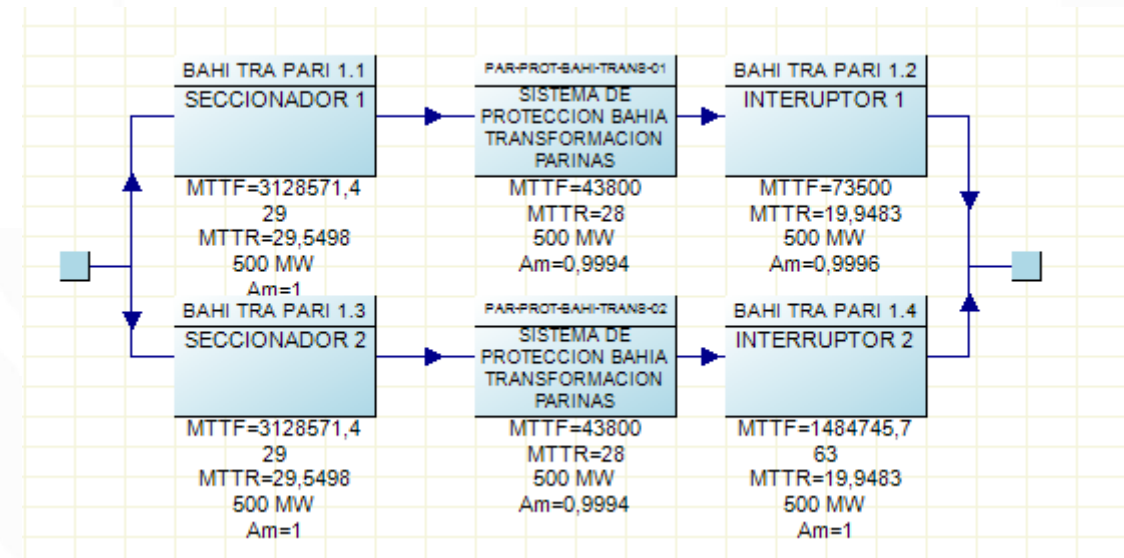 BAHI TRA PARI 1.1
SECCIONADOR 1
MTTF=3128571,4
29
MTTR=29,5498
500 MW
Am=1
PAR-PROT-BAHI-TRANS-01
SISTEMA DE
PROTECCION BAHIA
TRANSFORMACION
PARINAS
MTTF=43800
MTTR=28
500 MW
Am=0,9994
BAHI TRA PARI 1.2
INTERUPTOR 1
MTTF=73500
MTTR=19,9483
500 MW
Am=0,9996
BAHI TRA PARI 1.3
SECCIONADOR 2
MTTF=3128571,4
29
MTTR=29,5498
500 MW
Am=1
PAR-PROT-BAHI-TRANS-02
SISTEMA DE
PROTECCION BAHIA
TRANSFORMACION
PARINAS
MTTF=43800
MTTR=28
500 MW
Am=0,9994
BAHI TRA PARI 1.4
INTERRUPTOR 2
MTTF=1484745,7
63
MTTR=19,9483
500 MW
Am=1